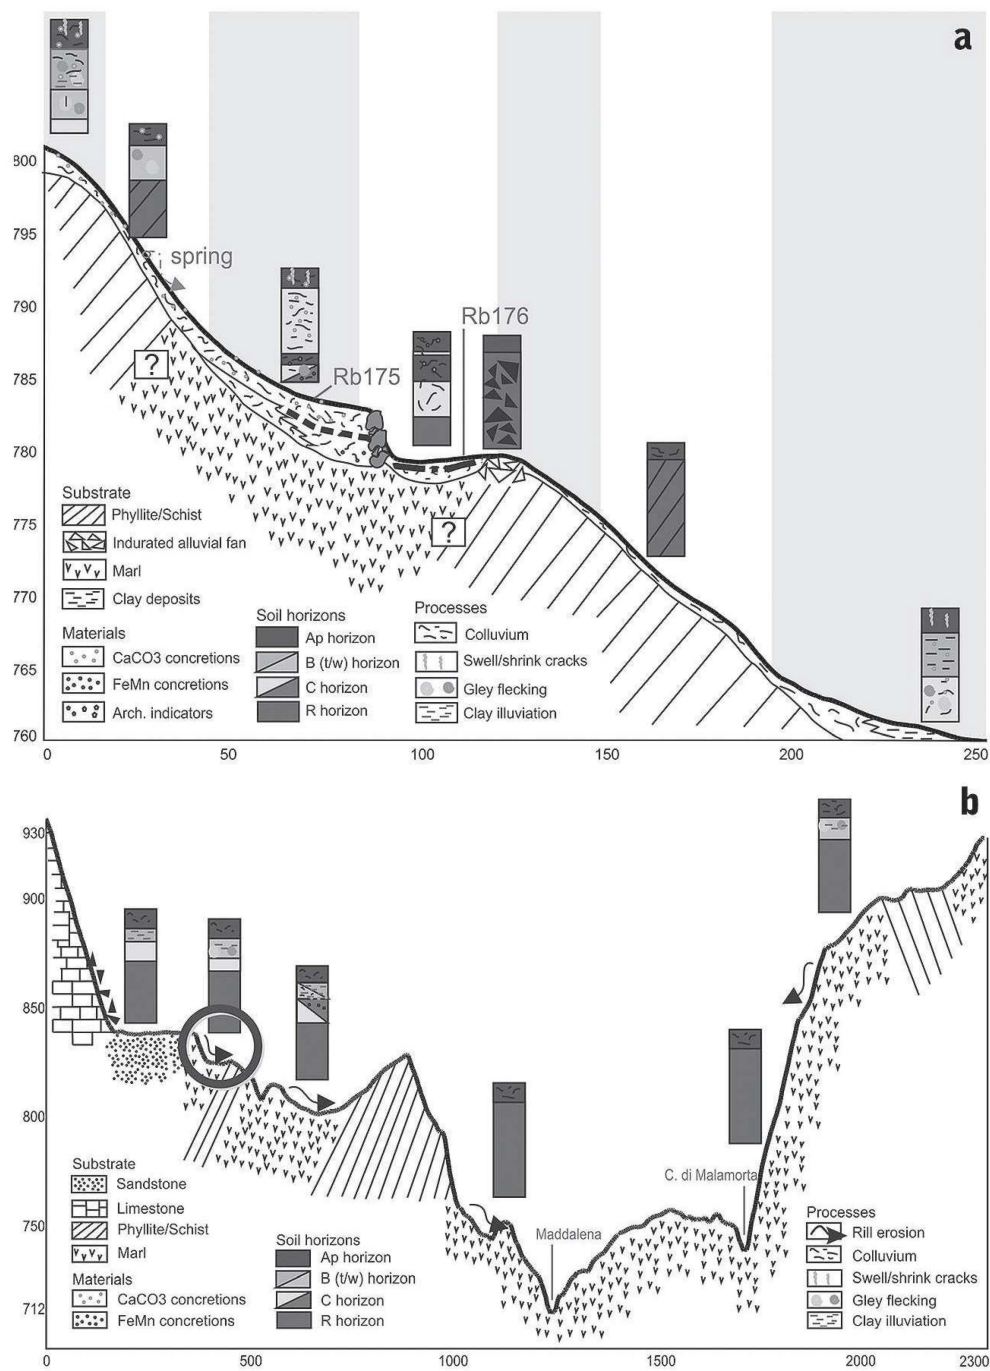 a
800
795
spring
790
Rb176
785
?
Rb175
780
Substrate
Phyllite/Schist
Indurated alluvial fan
Marl
Clay deposits
775
?
770
Materials
CaCO3 concretions
FeMn concretions
Arch. indicators
Soil horizons
Ap horizon
B (t/w) horizon
C horizon
R horizon
Processes
Colluvium
Swell/shrink cracks
Gley flecking
Clay illuviation
765
760
0 50 100 150 200 250
b
930
900
850
800
C. di Malamorta
Maddalena
750
712
Substrate
Sandstone
Limestone
Phyllite/Schist
Marl
Materials
CaCO3 concretions
FeMn concretions
Soil horizons
Ap horizon
B (t/w) horizon
C horizon
R horizon
Processes
Rill erosion
Colluvium
Swell/shrink cracks
Gley flecking
Clay illuviation
0 500 1000 1500 2000 2300